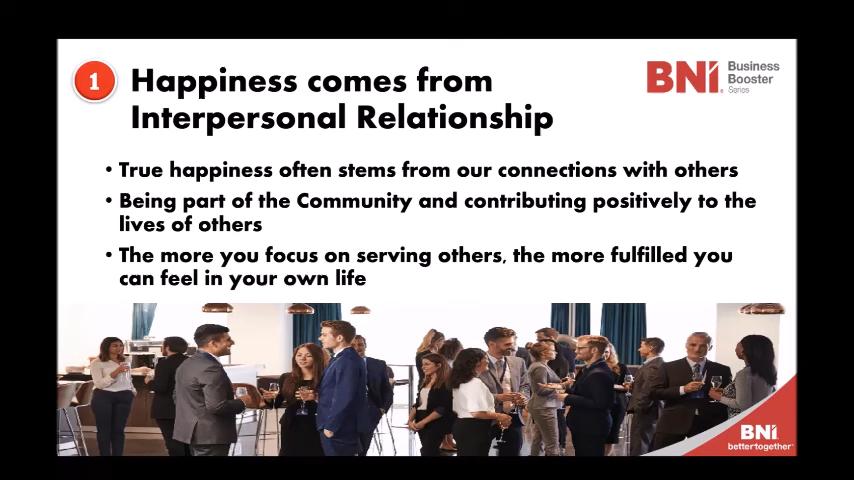 1
Happiness comes from
Interpersonal Relationship
BNI
Business
Booster
Series
• True happiness often stems from our connections with others
• Being part of the Community and contributing positively to the
lives of others
• The more you focus on serving others, the more fulfilled you
can feel in your own life
BNI
bettertogether